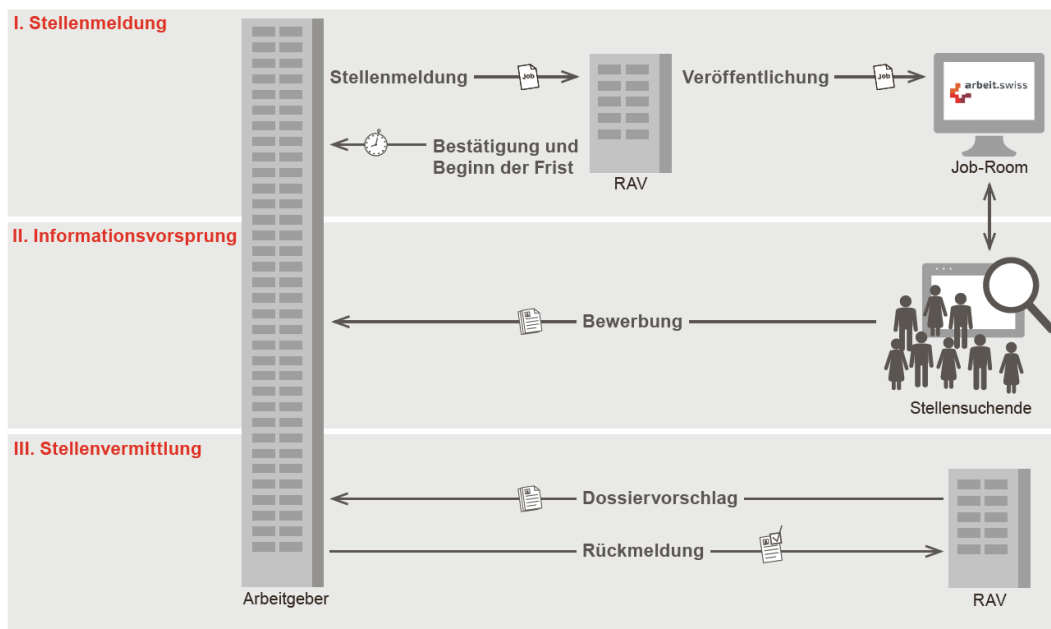 I. Stellenmeldung
Stellenmeldung
Job
Veröffentlichung
Job
arbeit.swiss
Bestätigung und
Beginn der Frist
RAV
Job-Room
II. Informationsvorsprung
Bewerbung
Stellensuchende
III. Stellenvermittlung
Dossiervorschlag
Rückmeldung
Arbeitgeber
RAV